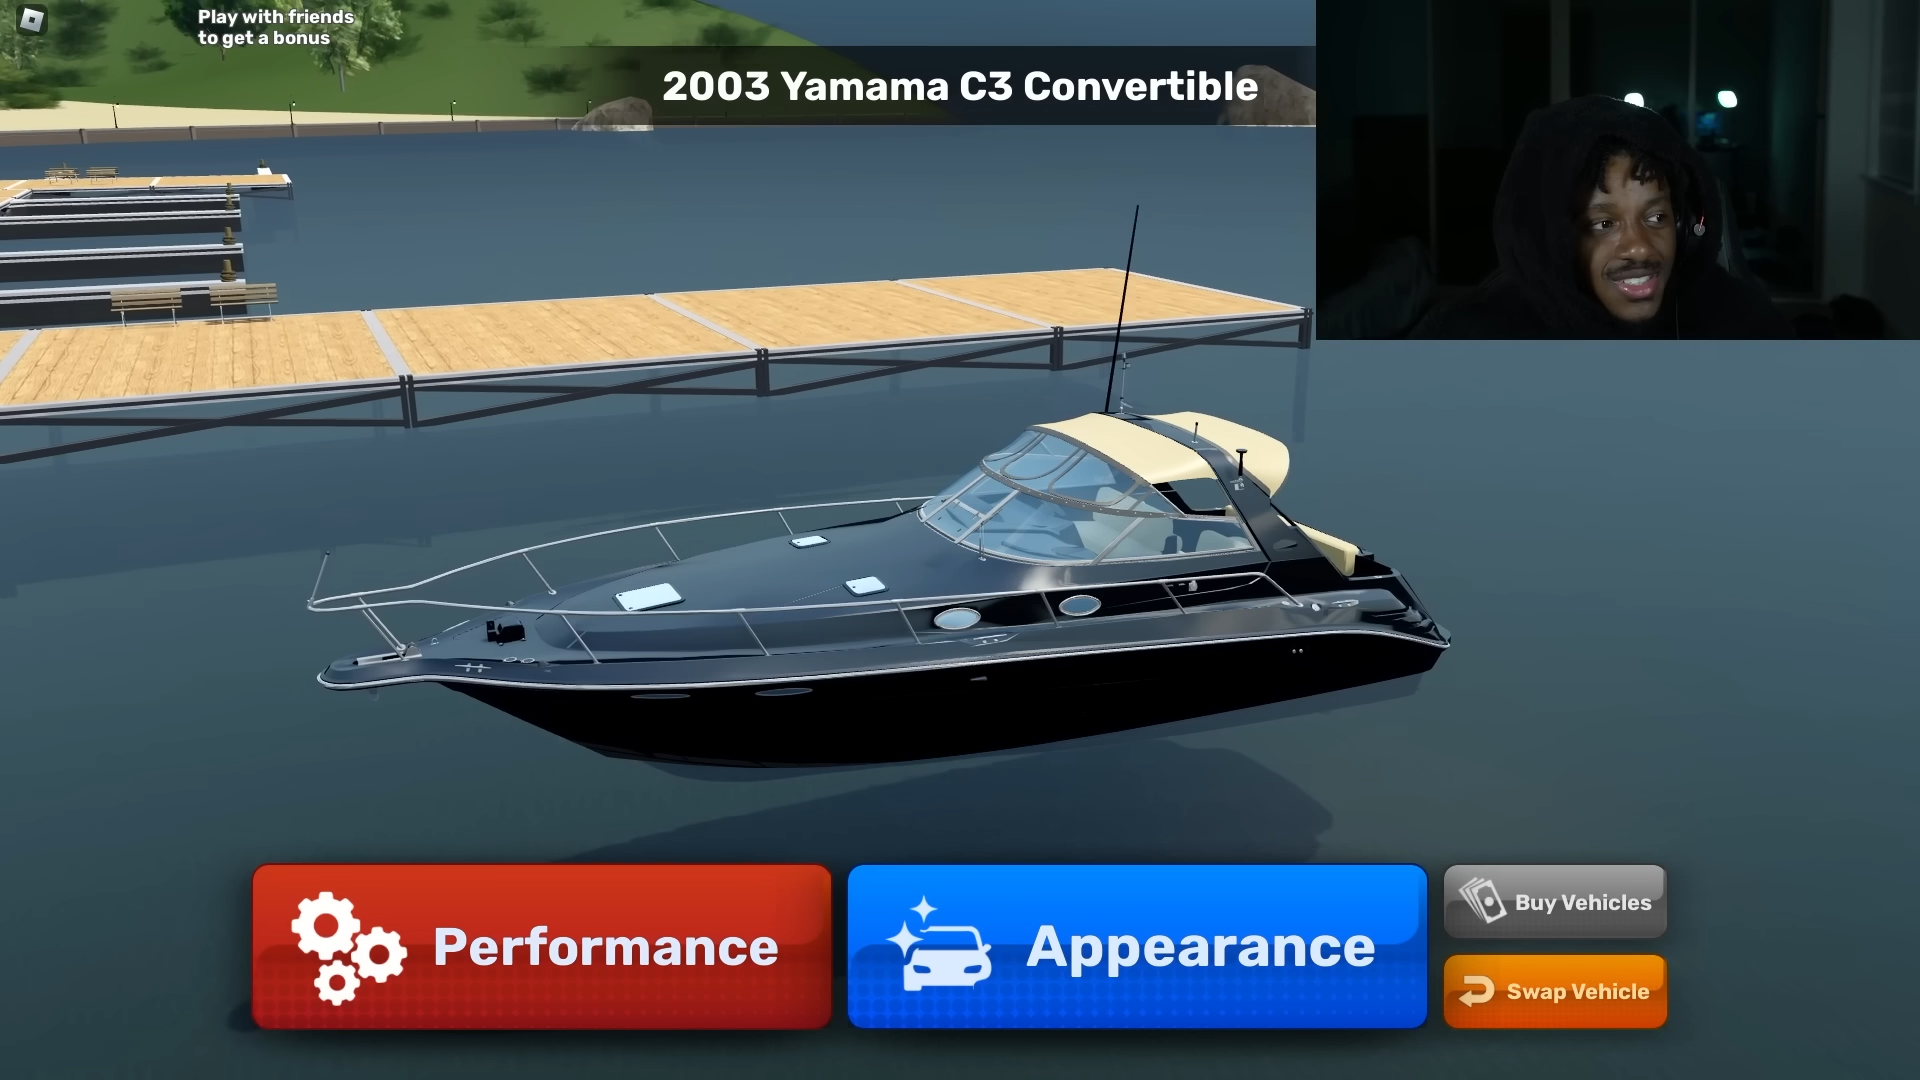 Play with friends
to get a bonus
2003 Yamama C3 Convertible
Performance
Appearance
Buy Vehicles
Swap Vehicle